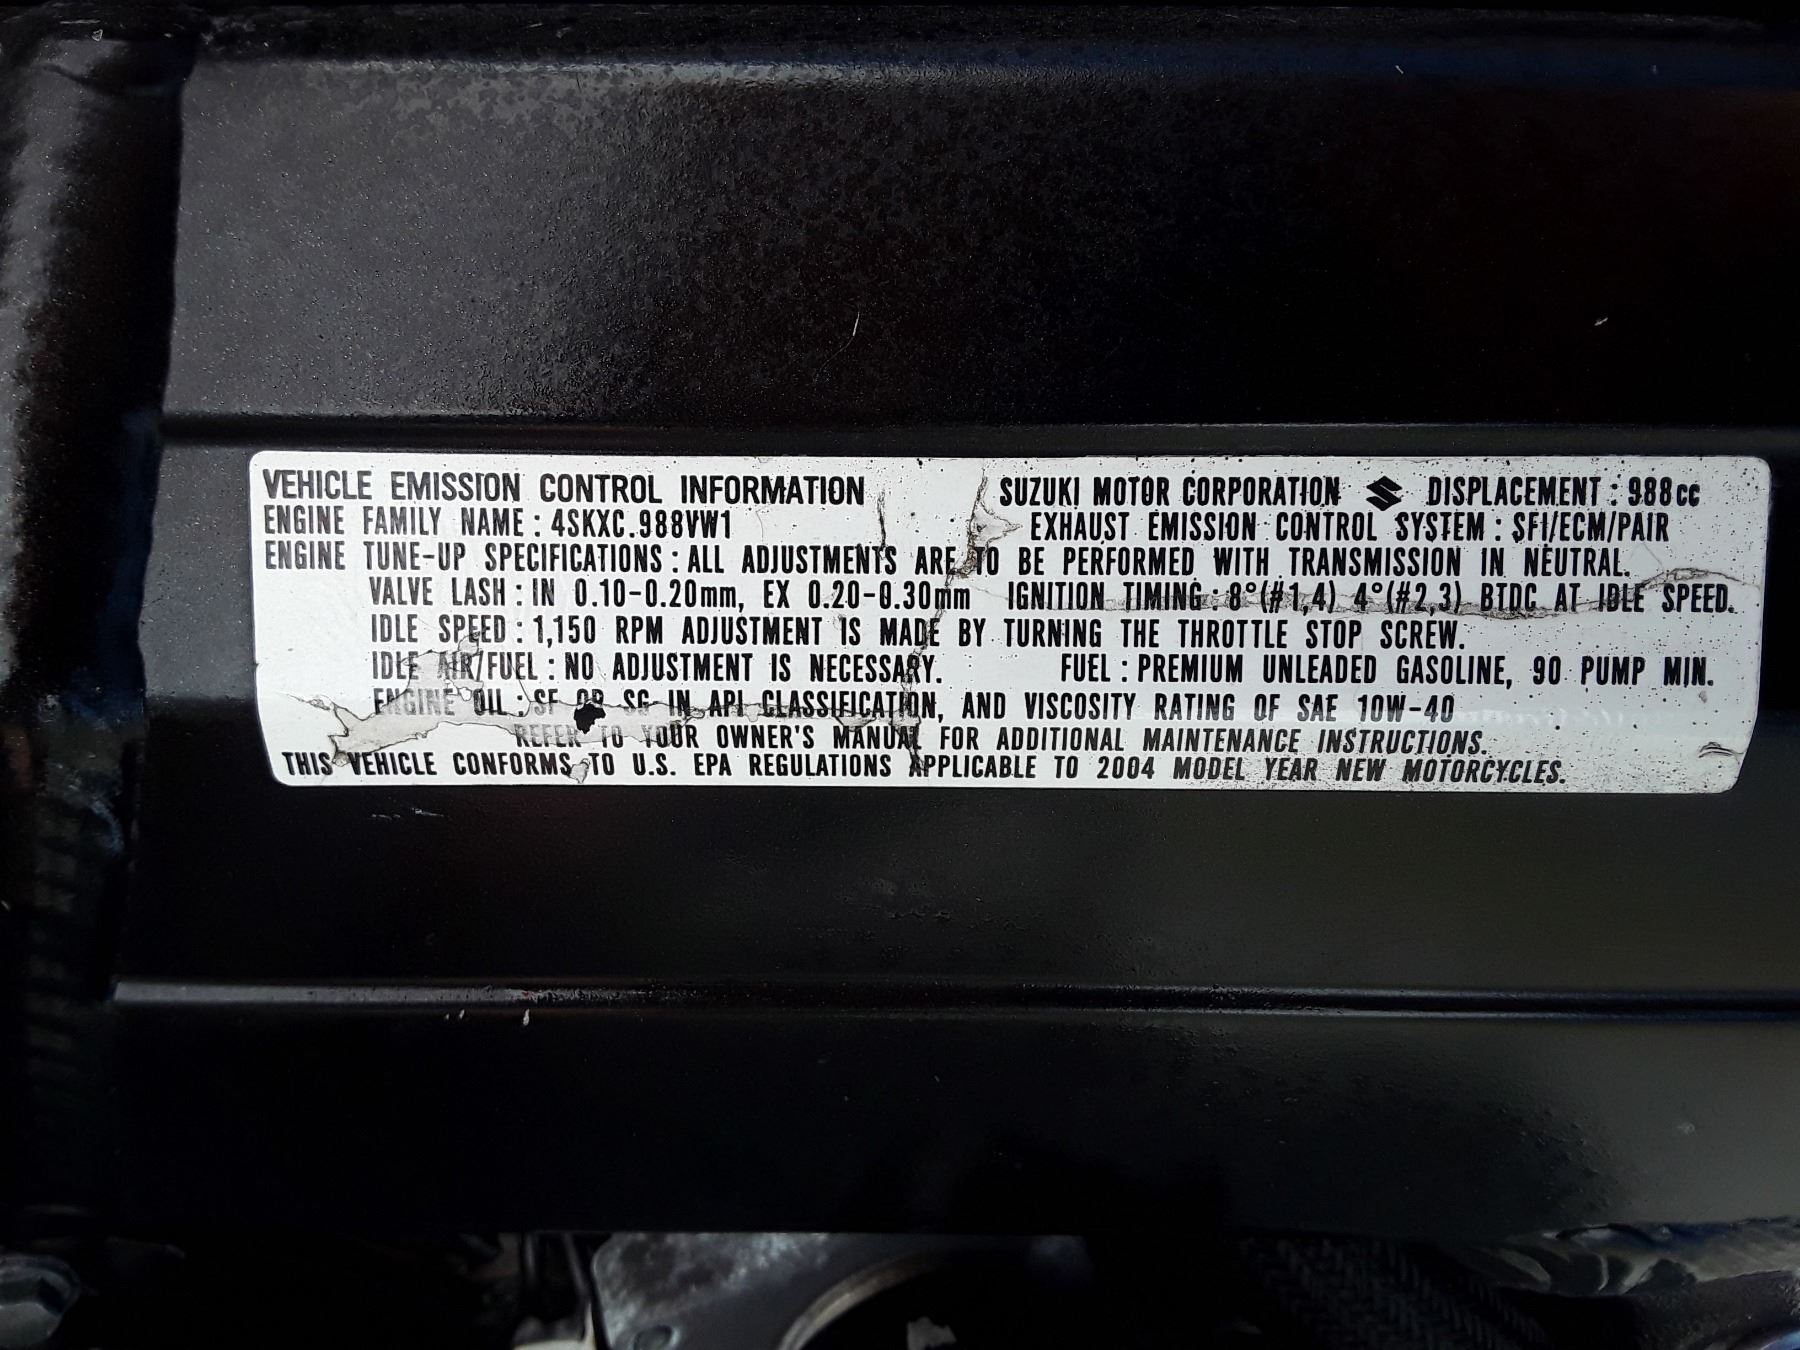 VEHICLE EMISSION CONTROL INFORMATION SUZUKI MOTOR CORPORATION DISPLACEMENT : 988cc
ENGINE FAMILY NAME : 4SKXC.988VW1 EXHAUST EMISSION CONTROL SYSTEM : SFI/ECM/PAIR
ENGINE TUNE-UP SPECIFICATIONS : ALL ADJUSTMENTS ARE TO BE PERFORMED WITH TRANSMISSION IN NEUTRAL.
VALVE LASH : IN 0.10-0.20mm, EX 0.20-0.30mm IGNITION TIMING : 8°(#1,4) 4°(#2,3) BTDC AT IDLE SPEED.
IDLE SPEED : 1,150 RPM ADJUSTMENT IS MADE BY TURNING THE THROTTLE STOP SCREW.
IDLE AIR/FUEL : NO ADJUSTMENT IS NECESSARY. FUEL : PREMIUM UNLEADED GASOLINE, 90 PUMP MIN.
ENGINE OIL : SF OR SG IN API CLASSIFICATION, AND VISCOSITY RATING OF SAE 10W-40
REFER TO YOUR OWNER'S MANUAL FOR ADDITIONAL MAINTENANCE INSTRUCTIONS.
THIS VEHICLE CONFORMS TO U.S. EPA REGULATIONS APPLICABLE TO 2004 MODEL YEAR NEW MOTORCYCLES.